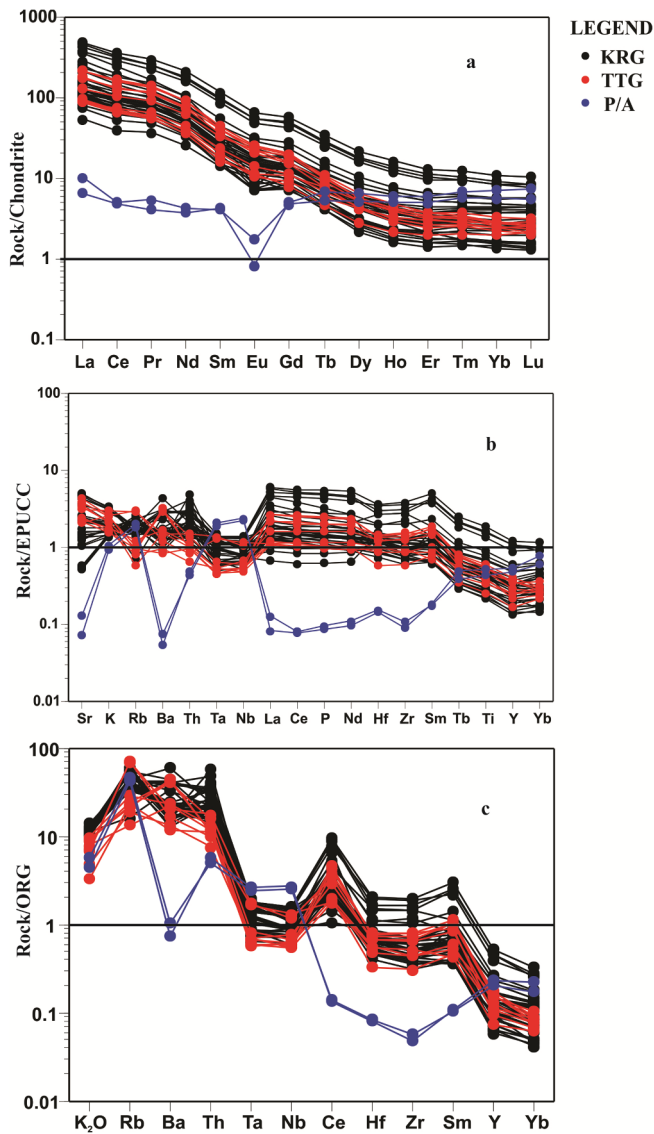 1000
100
10
1
0.1
Rock/Chondrite
a
LEGEND
KRG
TTG
P/A
La Ce Pr Nd Sm Eu Gd Tb Dy Ho Er Tm Yb Lu
100
10
1
0.1
0.01
Rock/EPUCC
b
Sr K Rb Ba Th Ta Nb La Ce P Nd Hf Zr Sm Tb Ti Y Yb
100
10
1
0.1
0.01
Rock/ORG
c
K₂O Rb Ba Th Ta Nb Ce Hf Zr Sm Y Yb